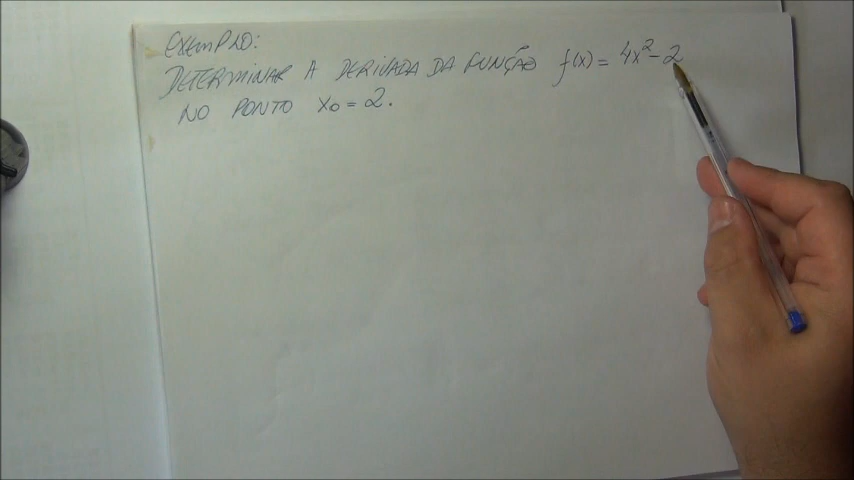 EXEMPLO:
DETERMINAR A DERIVADA DA FUNÇÃO f(x) = 4x² - 2
NO PONTO x₀ = 2.